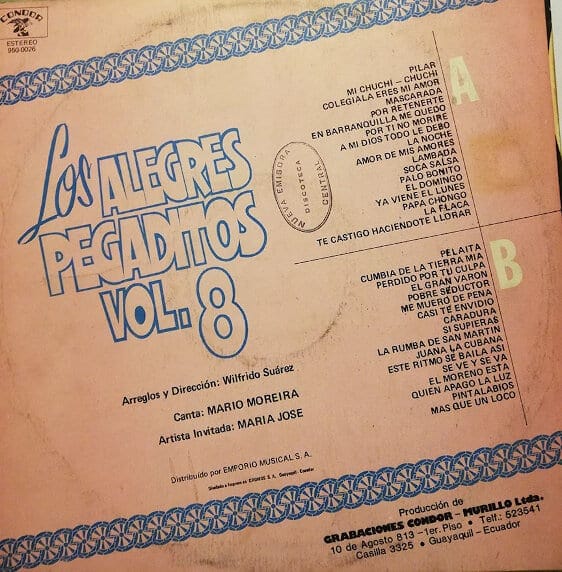 CONDOR
ESTEREO
950-0026
Los ALEGRES
PEGADITOS
VOL. 8
NUEVA EMISORA
DISCOTECA
CENTRAL
A
PILAR
MI CHUCHI - CHUCHI
COLEGIALA ERES MI AMOR
MASCARADA
POR RETENERTE
EN BARRANQUILLA ME QUEDO
POR TI NO MORIRE
A MI DIOS TODO LE DEBO
LA NOCHE
AMOR DE MIS AMORES
LAMBADA
SOCA SALSA
PALO BONITO
EL DOMINGO
YA VIENE EL LUNES
PAPA CHONGO
LA FLACA
TE CASTIGO HACIENDOTE LLORAR
B
PELAITA
CUMBIA DE LA TIERRA MIA
PERDIDO POR TU CULPA
EL GRAN VARON
POBRE SEDUCTOR
ME MUERO DE PENA
CASI TE ENVIDIO
CARADURA
SI SUPIERAS
LA RUMBA DE SAN MARTIN
JUANA LA CUBANA
ESTE RITMO SE BAILA ASI
SE VE Y SE VA
EL MORENO ESTA
QUIEN APAGO LA LUZ
PINTALABIOS
MAS QUE UN LOCO
Arreglos y Dirección: Wilfrido Suárez
Canta: MARIO MOREIRA
Artista Invitada: MARIA JOSE
Distribuído por EMPORIO MUSICAL S. A.
Diseñado e Impreso en S. A. Guayaquil - Ecuador
Producción de
GRABACIONES CONDOR - MURILLO Ltda.
10 de Agosto 813 - 1er. Piso • Telf.: 523541
Casilla 3325 • Guayaquil - Ecuador